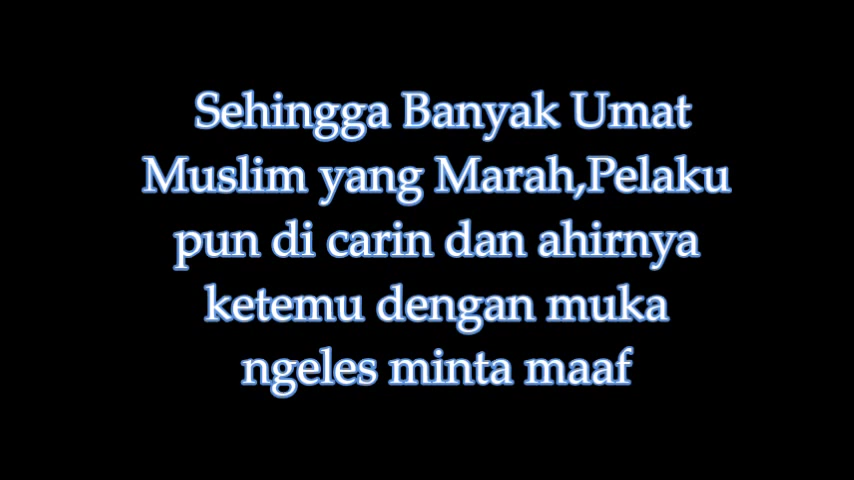 Sehingga Banyak Umat
Muslim yang Marah,Pelaku
pun di carin dan ahirnya
ketemu dengan muka
ngeles minta maaf